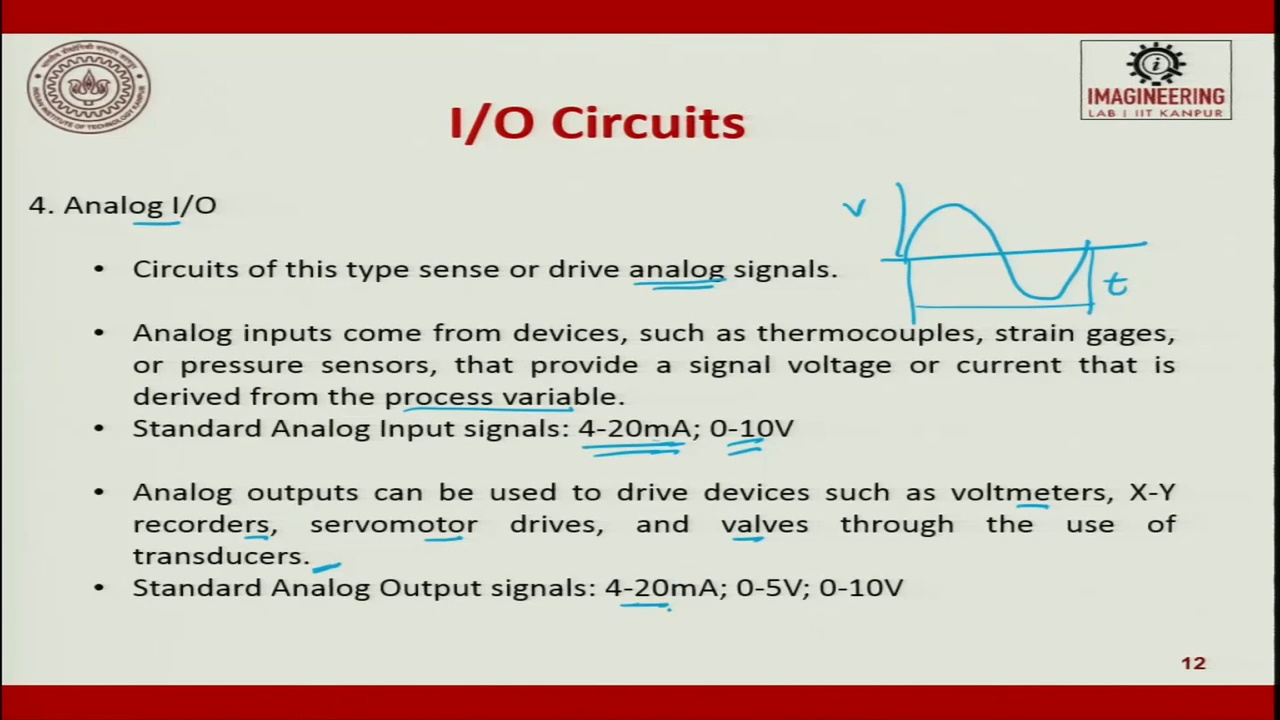 IMAGINEERING
LAB | IIT KANPUR
I/O Circuits
4. Analog I/O
V
• Circuits of this type sense or drive analog signals.
t
• Analog inputs come from devices, such as thermocouples, strain gages,
or pressure sensors, that provide a signal voltage or current that is
derived from the process variable.
• Standard Analog Input signals: 4-20mA; 0-10V
• Analog outputs can be used to drive devices such as voltmeters, X-Y
recorders, servomotor drives, and valves through the use of
transducers.
• Standard Analog Output signals: 4-20mA; 0-5V; 0-10V
12